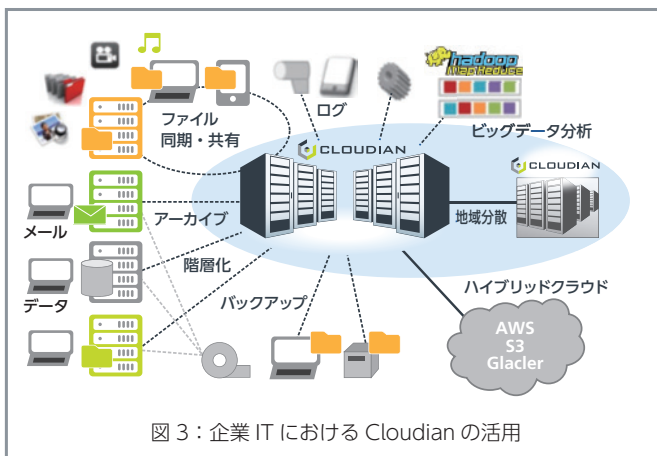 ファイル
同期・共有
ログ
hadoop
MapReduce
ビッグデータ分析
CLOUDIAN
CLOUDIAN
メール
アーカイブ
地域分散
階層化
データ
バックアップ
ハイブリッドクラウド
AWS
S3
Glacler
図 3：企業 IT における Cloudian の活用